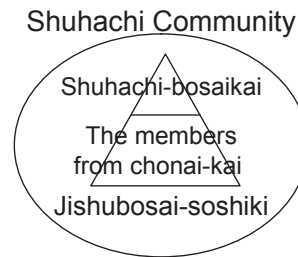 Shuhachi Community
Shuhachi-bosaikai
The members
from chonai-kai
Jishubosai-soshiki